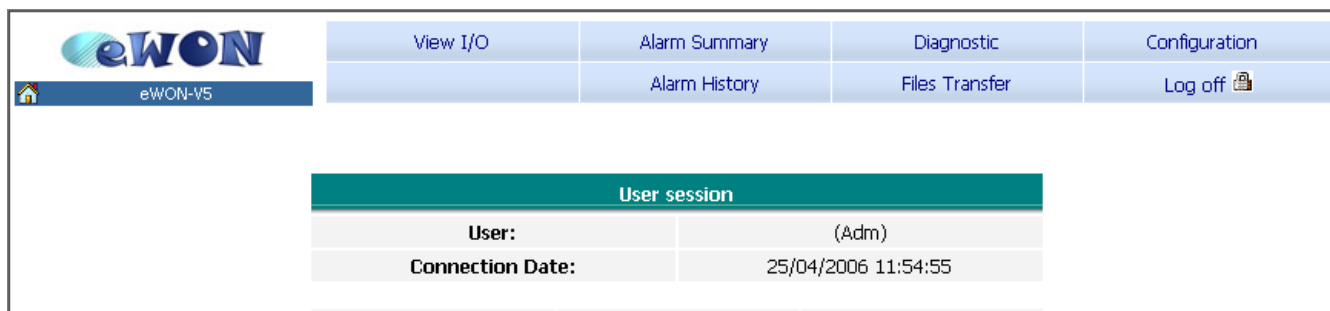 eWON
View I/O Alarm Summary Diagnostic Configuration
eWON-V5
Alarm History Files Transfer Log off
User session
User: (Adm)
Connection Date: 25/04/2006 11:54:55